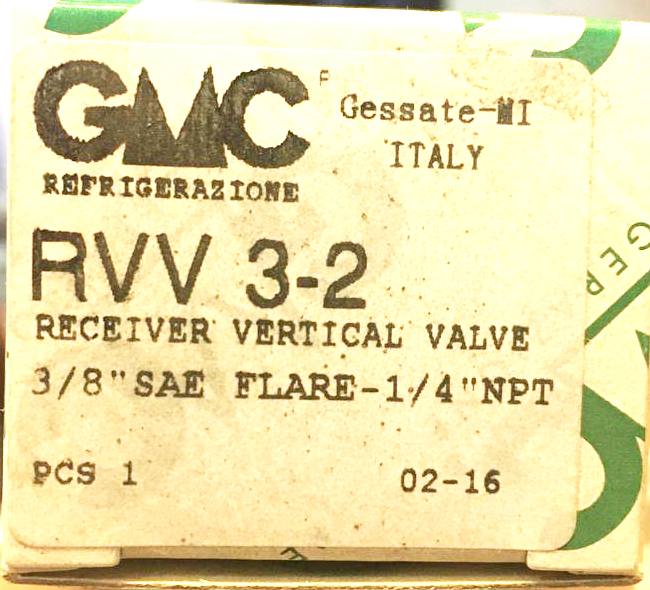 GMC
Gessate-MI
ITALY
REFRIGERAZIONE
RVV 3-2
RECEIVER VERTICAL VALVE
3/8"SAE FLARE-1/4"NPT
PCS 1
02-16